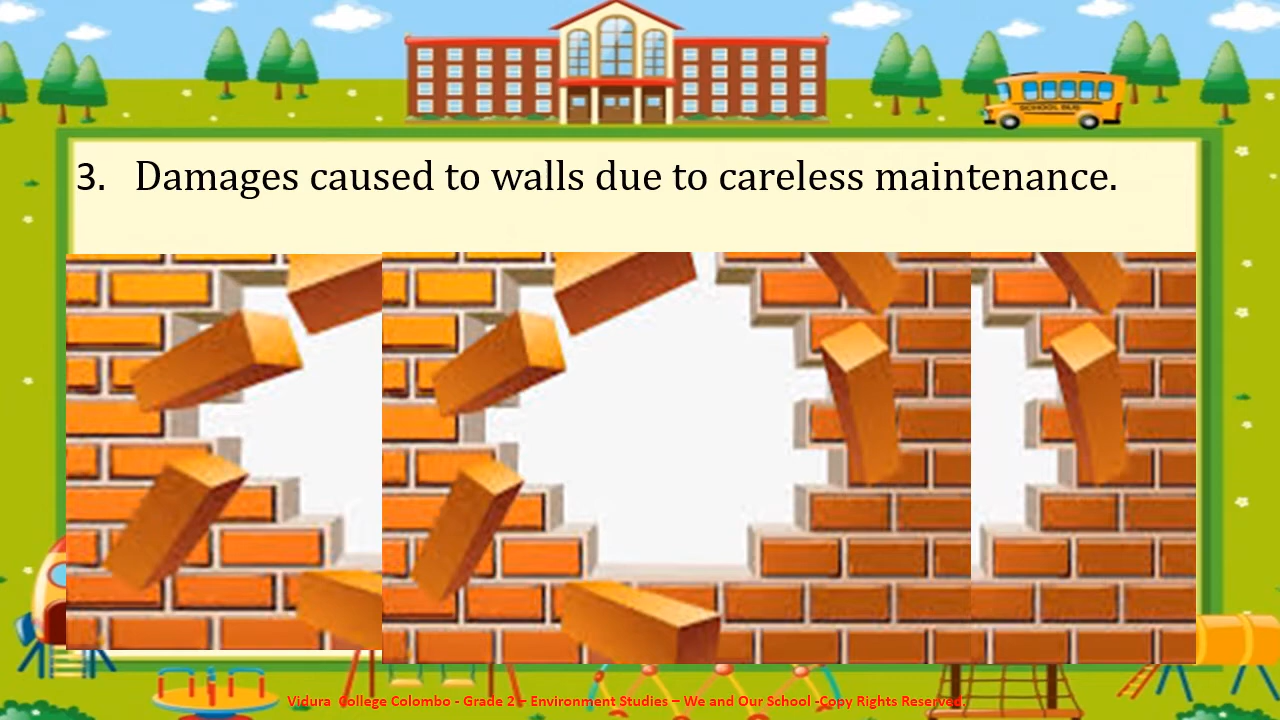 SCHOOL BUS
3. Damages caused to walls due to careless maintenance.
Vidura College Colombo - Grade 2 – Environment Studies – We and Our School -Copy Rights Reserved.